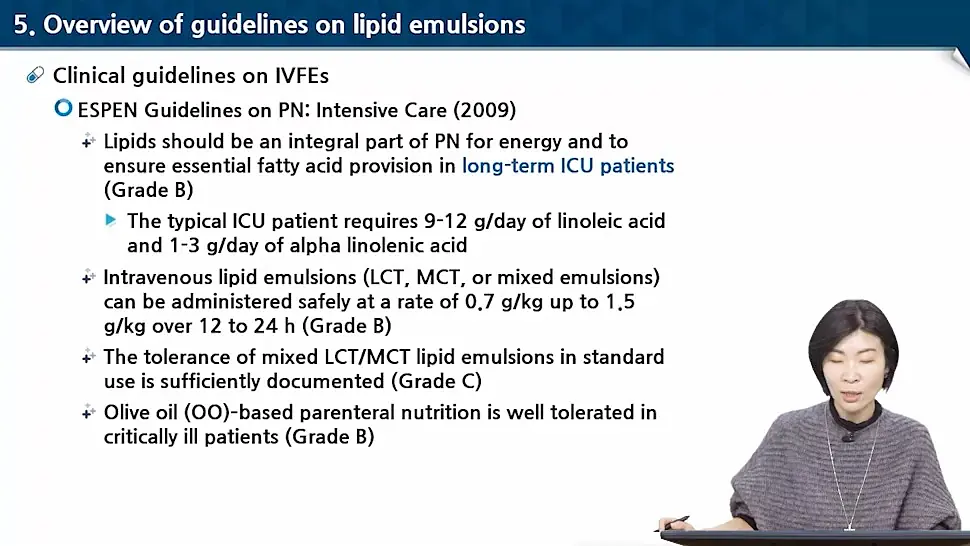 5. Overview of guidelines on lipid emulsions
Clinical guidelines on IVFEs
ESPEN Guidelines on PN: Intensive Care (2009)
Lipids should be an integral part of PN for energy and to
ensure essential fatty acid provision in long-term ICU patients
(Grade B)
The typical ICU patient requires 9-12 g/day of linoleic acid
and 1-3 g/day of alpha linolenic acid
Intravenous lipid emulsions (LCT, MCT, or mixed emulsions)
can be administered safely at a rate of 0.7 g/kg up to 1.5
g/kg over 12 to 24 h (Grade B)
The tolerance of mixed LCT/MCT lipid emulsions in standard
use is sufficiently documented (Grade C)
Olive oil (OO)-based parenteral nutrition is well tolerated in
critically ill patients (Grade B)